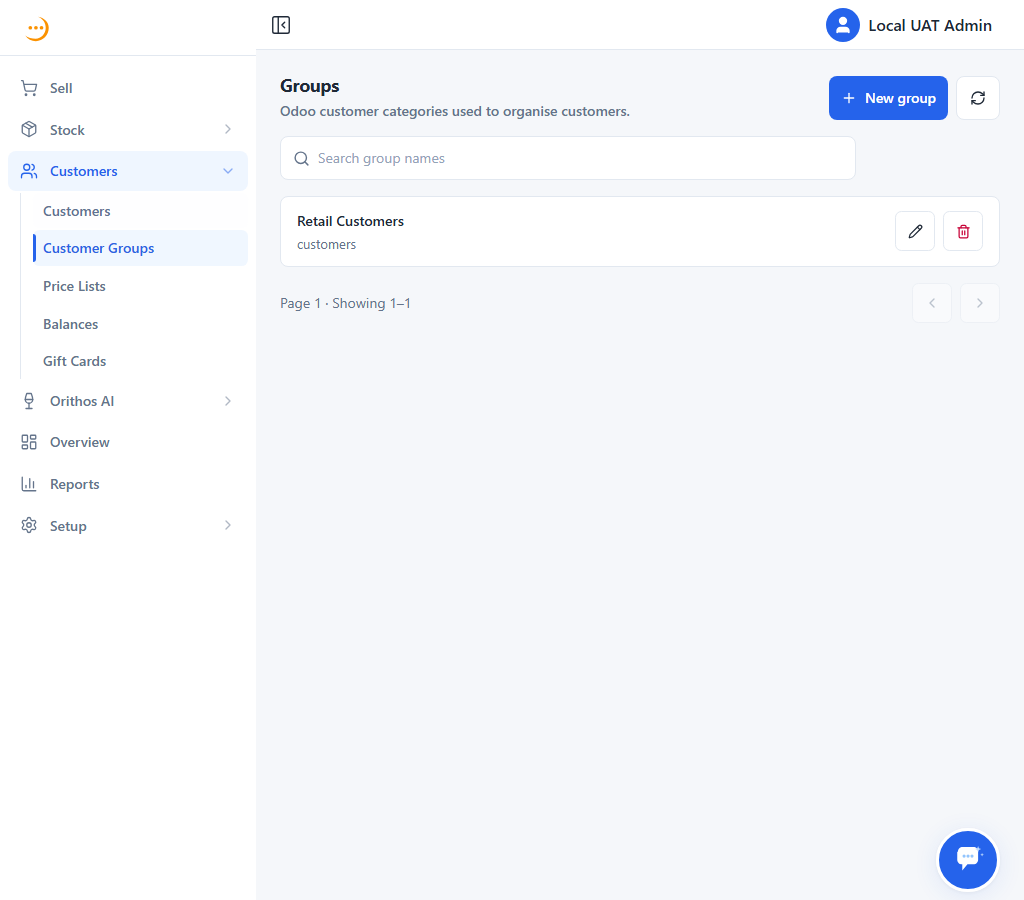 Local UAT Admin
Sell
Stock
Customers
Customers
Customer Groups
Price Lists
Balances
Gift Cards
Orithos AI
Overview
Reports
Setup
Groups
Odoo customer categories used to organise customers.
New group
Search group names
Retail Customers
customers
Page 1 · Showing 1–1